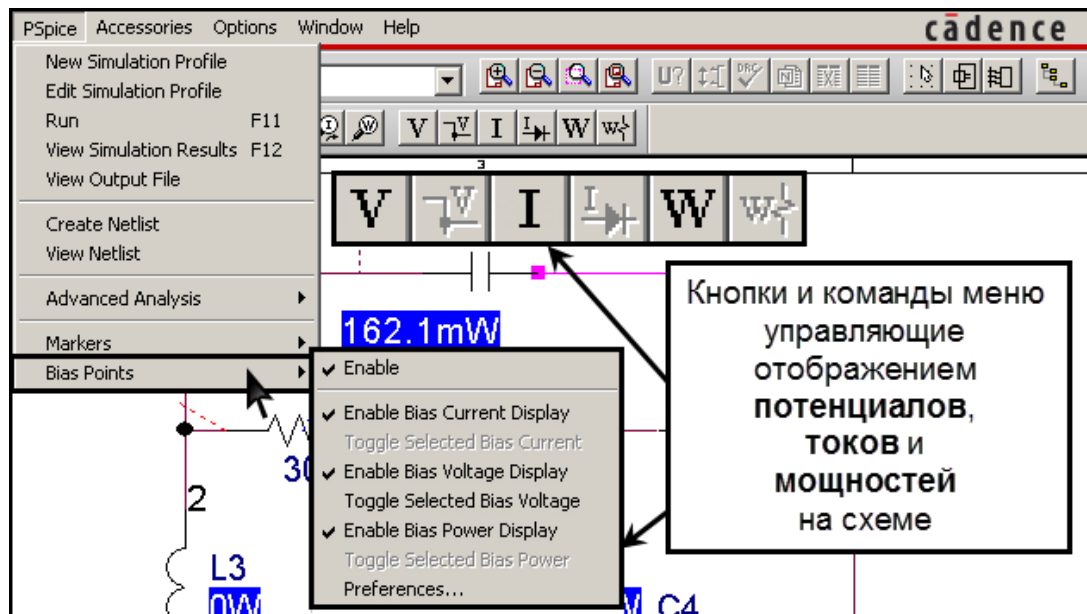 PSpice Accessories Options Window Help
cādence
New Simulation Profile
Edit Simulation Profile
Run F11
View Simulation Results F12
View Output File
Create Netlist
View Netlist
Advanced Analysis
Markers
Bias Points
U? DRC
I W V V I I W W
3
V V I I W W
162.1mW
Enable
Enable Bias Current Display
Toggle Selected Bias Current
Enable Bias Voltage Display
Toggle Selected Bias Voltage
Enable Bias Power Display
Toggle Selected Bias Power
Preferences...
Кнопки и команды меню
управляющие
отображением
потенциалов,
токов и
мощностей
на схеме
30
2
L3
0W
W C4